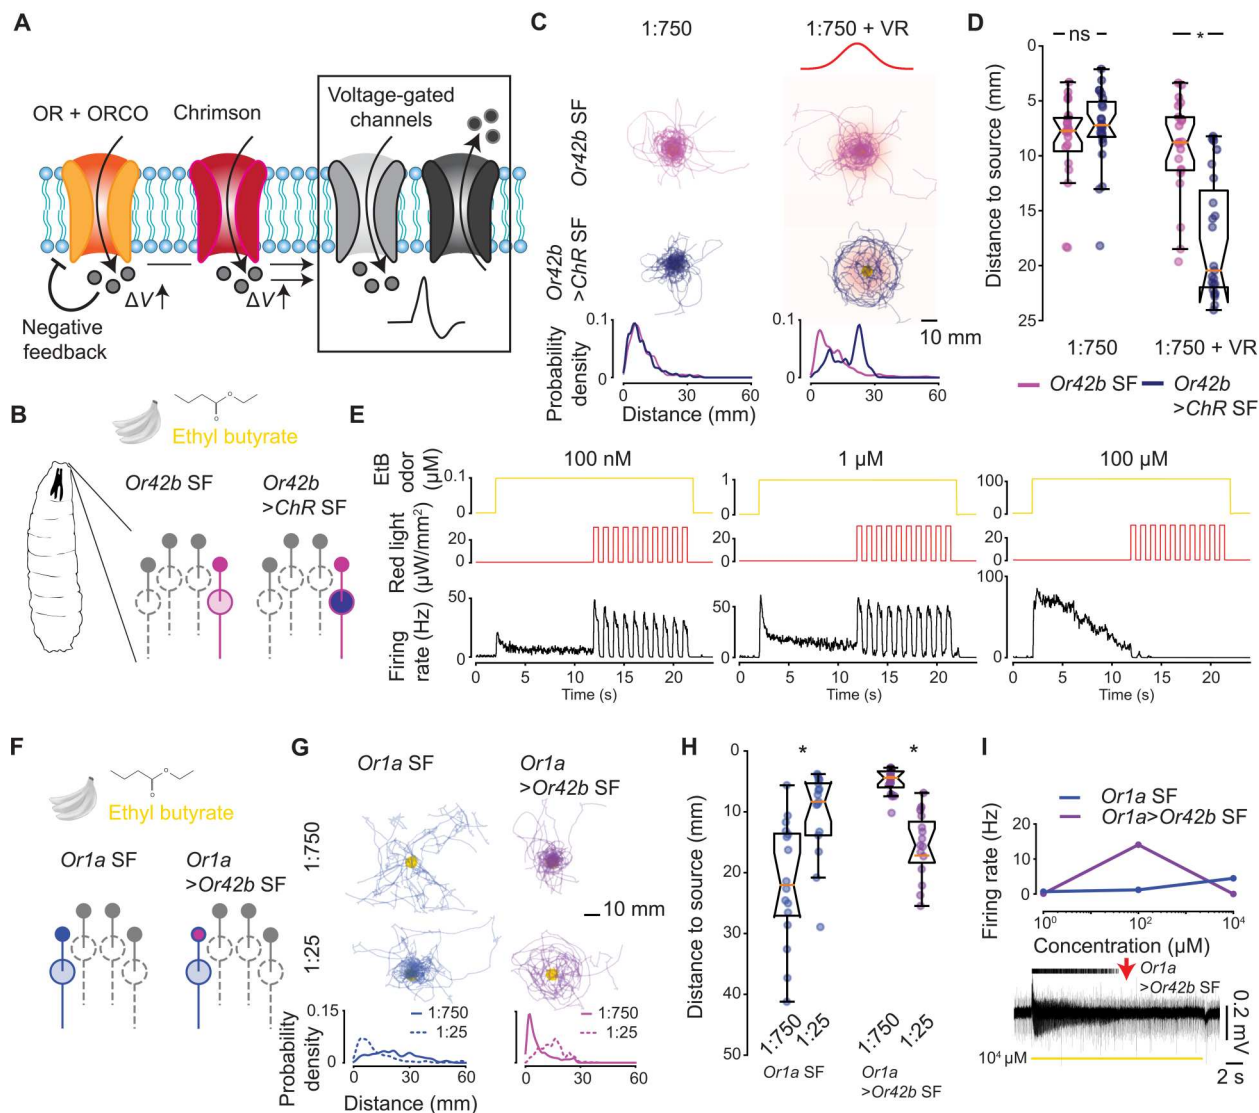 A
OR + ORCO
Chrimson
Voltage-gated
channels
ΔV↑
ΔV↑
Negative
feedback
B
Ethyl butyrate
Or42b SF
Or42b
>ChR SF
C
1:750
1:750 + VR
Or42b SF
Or42b
>ChR SF
10 mm
Probability
density
0.1
0
0.1
0
0 30 60
0 30 60
Distance (mm)
D
ns
*
Distance to source (mm)
0
5
10
15
20
25
1:750
1:750 + VR
Or42b SF
Or42b
>ChR SF
E
100 nM
1 µM
100 µM
EtB
odor
(µM)
0.1
0
1
0
100
0
Red light
(µW/mm²)
20
0
20
0
20
0
Firing
rate (Hz)
50
0
50
0
100
0
0 5 10 15 20
0 5 10 15 20
0 5 10 15 20
Time (s)
Time (s)
Time (s)
F
Ethyl butyrate
Or1a SF
Or1a
>Or42b SF
G
Or1a SF
Or1a
>Or42b SF
1:750
1:25
10 mm
Probability
density
0.15
0
1:750
1:25
1:750
1:25
0 30 60
0 30 60
Distance (mm)
H
*
*
Distance to source (mm)
0
10
20
30
40
50
1:750
1:25
1:750
1:25
Or1a SF
Or1a
>Or42b SF
I
Or1a SF
Or1a>Or42b SF
Firing rate (Hz)
20
10
0
10⁰ 10² 10⁴
Concentration (µM)
Or1a
>Or42b SF
0.2 mV
10⁴ µM
2 s